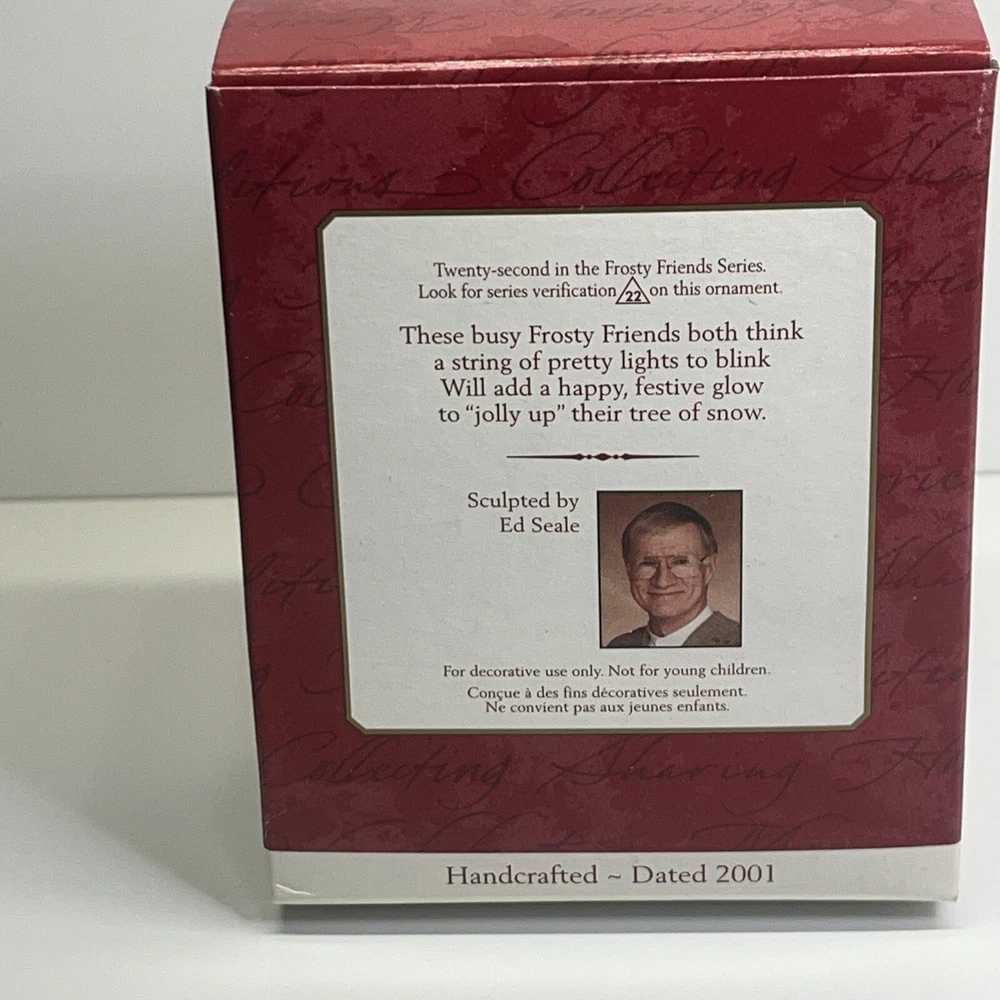 Collecting
Twenty-second in the Frosty Friends Series.
Look for series verification 22 on this ornament.
These busy Frosty Friends both think
a string of pretty lights to blink
Will add a happy, festive glow
to “jolly up” their tree of snow.
Sculpted by
Ed Seale
For decorative use only. Not for young children.
Conçue à des fins décoratives seulement.
Ne convient pas aux jeunes enfants.
Collecting Sharing
Handcrafted ~ Dated 2001